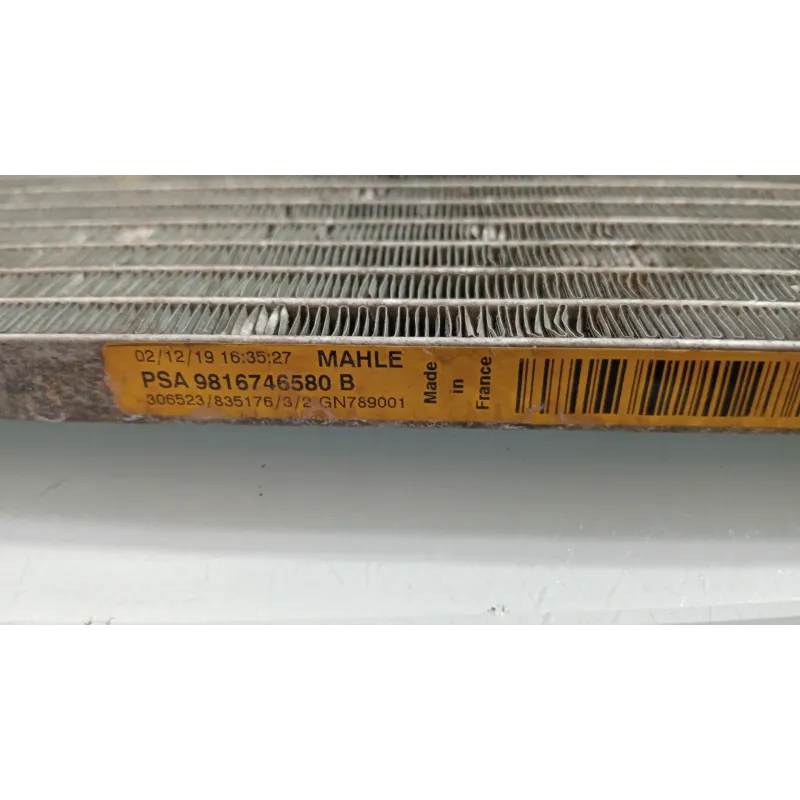 02/12/19 16:35:27 MAHLE
PSA 9816746580 B
306523/835176/3/2 GN789001
Made
in
France